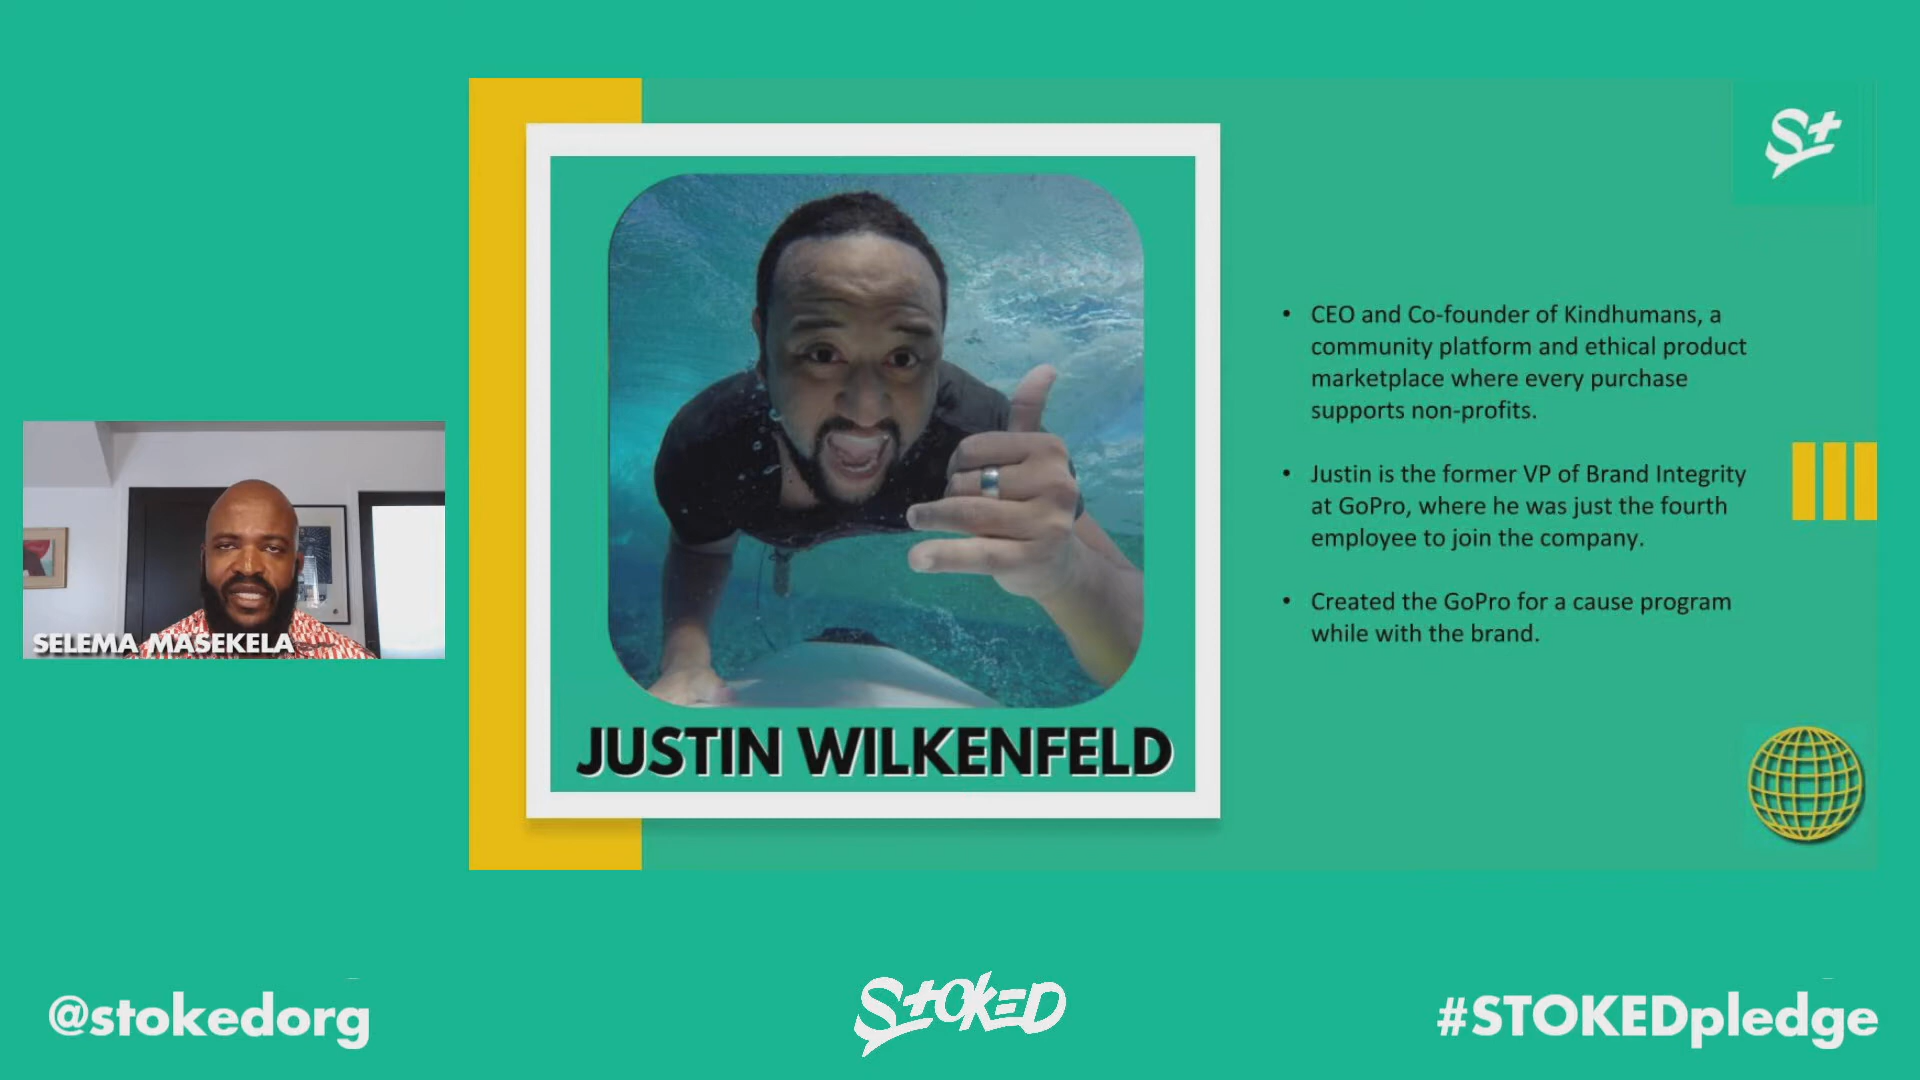 S+
• CEO and Co-founder of Kindhumans, a
community platform and ethical product
marketplace where every purchase
supports non-profits.
• Justin is the former VP of Brand Integrity
at GoPro, where he was just the fourth
employee to join the company.
• Created the GoPro for a cause program
while with the brand.
SELEMA MASEKELA
JUSTIN WILKENFELD
@stokedorg
STOKED
#STOKEDpledge